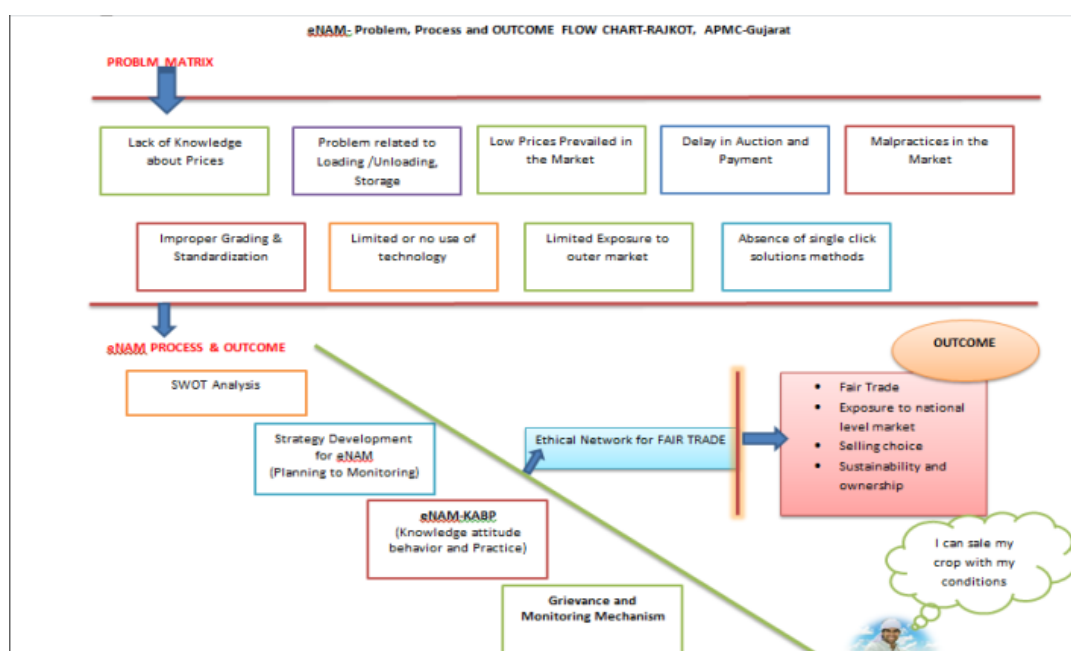 eNAM- Problem, Process and OUTCOME FLOW CHART-RAJKOT, APMC-Gujarat
PROBLM MATRIX
Lack of Knowledge
about Prices
Problem related to
Loading /Unloading,
Storage
Low Prices Prevailed in
the Market
Delay in Auction and
Payment
Malpractices in the
Market
Improper Grading &
Standardization
Limited or no use of
technology
Limited Exposure to
outer market
Absence of single click
solutions methods
eNAM PROCESS & OUTCOME
SWOT Analysis
Strategy Development
for eNAM
(Planning to Monitoring)
eNAM-KABP
(Knowledge attitude
behavior and Practice)
Grievance and
Monitoring Mechanism
Ethical Network for FAIR TRADE
OUTCOME
• Fair Trade
• Exposure to national
level market
• Selling choice
• Sustainability and
ownership
I can sale my
crop with my
conditions